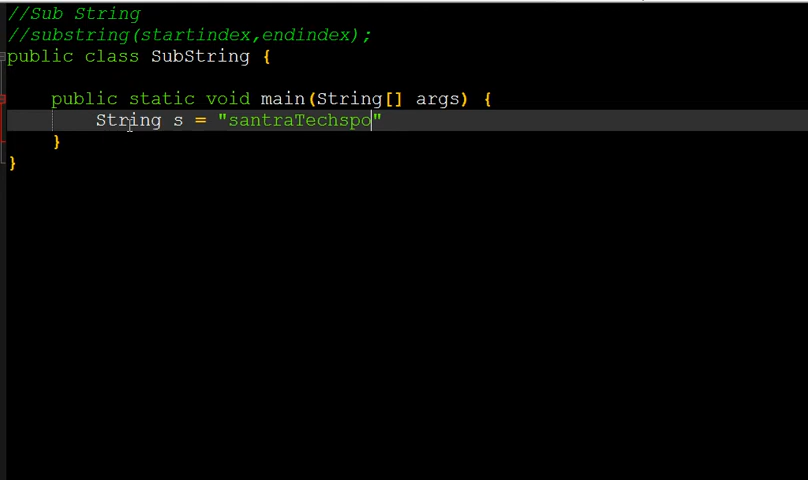 //Sub String
//substring(startindex,endindex);
public class SubString {
public static void main(String[] args) {
String s = "santraTechspo"
}
}